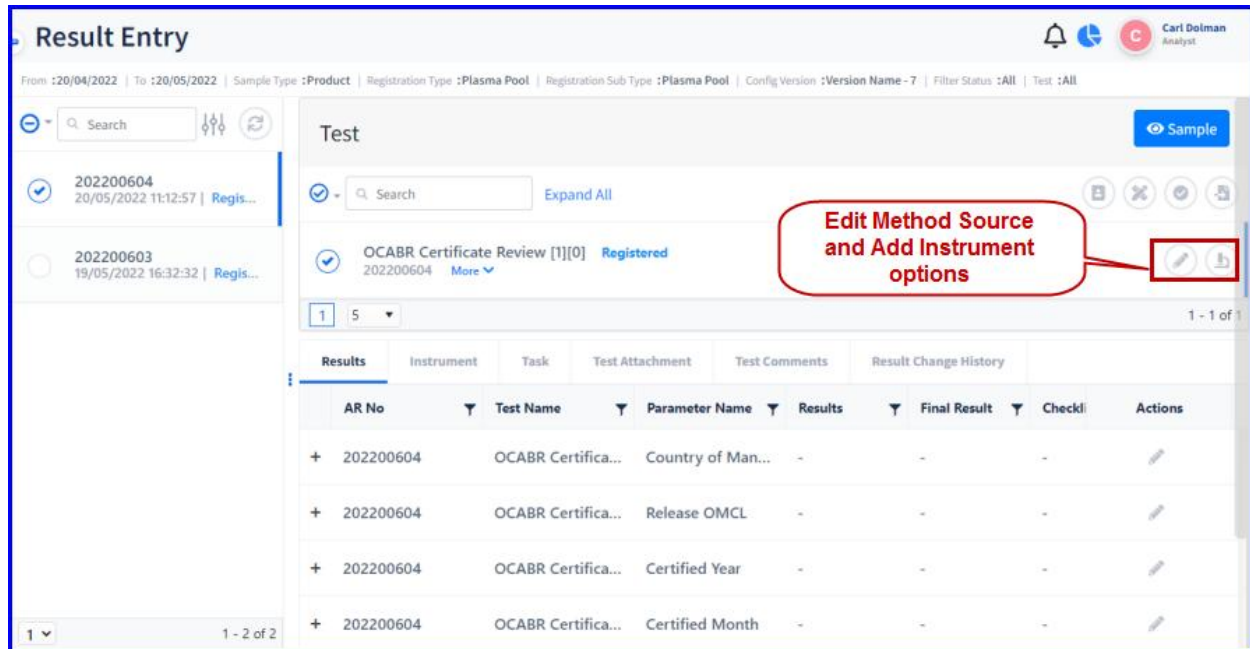 Result Entry
C
Carl Dolman
Analyst
From :20/04/2022 | To :20/05/2022 | Sample Type :Product | Registration Type :Plasma Pool | Registration Sub Type :Plasma Pool | Config Version :Version Name - 7 | Filter Status :All | Test :All
Search
Test
Sample
202200604
20/05/2022 11:12:57 | Regis...
Search
Expand All
202200603
19/05/2022 16:32:32 | Regis...
OCABR Certificate Review [1][0] Registered
202200604 More
Edit Method Source
and Add Instrument
options
1 5
1 - 1 of 1
Results Instrument Task Test Attachment Test Comments Result Change History
AR No Test Name Parameter Name Results Final Result Checkli Actions
+ 202200604 OCABR Certifica... Country of Man... - - -
+ 202200604 OCABR Certifica... Release OMCL - - -
+ 202200604 OCABR Certifica... Certified Year - - -
+ 202200604 OCABR Certifica... Certified Month - - -
1
1 - 2 of 2